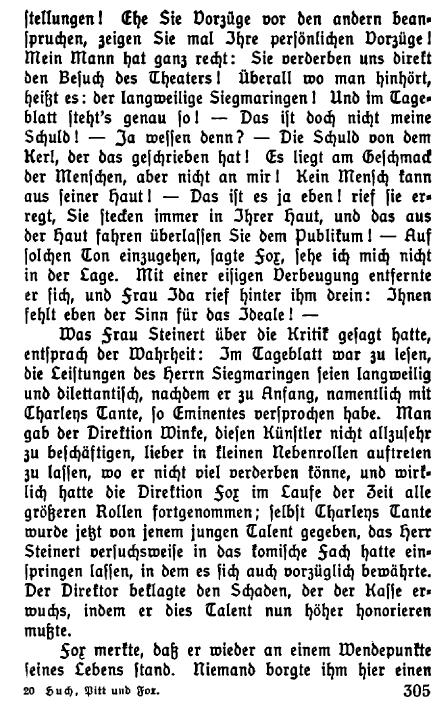 stellungen! Ehe Sie Vorzüge vor den andern bean-
spruchen, zeigen Sie mal Ihre persönlichen Vorzüge!
Mein Mann hat ganz recht: Sie verderben uns direkt
den Besuch des Theaters! Überall wo man hinhört,
heißt es: der langweilige Siegmaringen! Und im Tage-
blatt steht's genau so! — Das ist doch nicht meine
Schuld! — Ja wessen denn? — Die Schuld von dem
Kerl, der das geschrieben hat! Es liegt am Geschmack
der Menschen, aber nicht an mir! Kein Mensch kann
aus seiner Haut! — Das ist es ja eben! rief sie er-
regt, Sie stecken immer in Ihrer Haut, und das aus
der Haut fahren überlassen Sie dem Publikum! — Auf
solchen Ton einzugehen, sagte Fox, sehe ich mich nicht
in der Lage. Mit einer eisigen Verbeugung entfernte
er sich, und Frau Ida rief hinter ihm drein: Ihnen
fehlt eben der Sinn für das Ideale! —
Was Frau Steinert über die Kritik gesagt hatte,
entsprach der Wahrheit: Im Tageblatt war zu lesen,
die Leistungen des Herrn Siegmaringen seien langweilig
und dilettantisch, nachdem er zu Anfang, namentlich mit
Charleys Tante, so Eminentes versprochen habe. Man
gab der Direktion Winke, diesen Künstler nicht allzusehr
zu beschäftigen, lieber in kleinen Nebenrollen auftreten
zu lassen, wo er nicht viel verderben könne, und wirk-
lich hatte die Direktion Fox im Laufe der Zeit alle
größeren Rollen fortgenommen; selbst Charleys Tante
wurde jetzt von jenem jungen Talent gegeben, das Herr
Steinert versuchsweise in das komische Fach hatte ein-
springen lassen, in dem es sich auch vorzüglich bewährte.
Der Direktor beklagte den Schaden, der der Kasse er-
wuchs, indem er dies Talent nun höher honorieren
mußte.
Fox merkte, daß er wieder an einem Wendepunkte
seines Lebens stand. Niemand borgte ihm hier einen
20 Huch, Pitt und Fox. 305